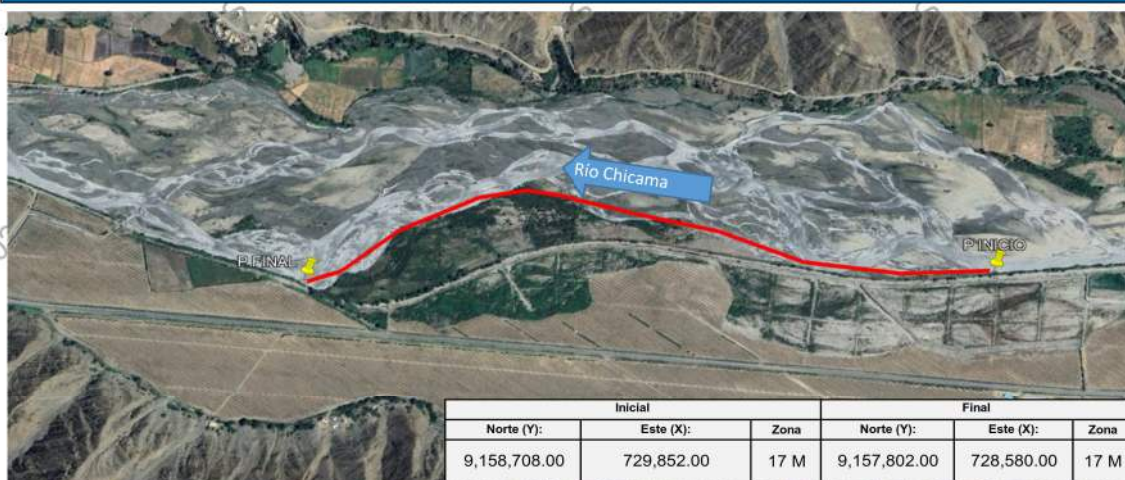 Río Chicama
P.INICIO
P.FINAL
Inicial Final
Norte (Y): Este (X): Zona Norte (Y): Este (X): Zona
9,158,708.00 729,852.00 17 M 9,157,802.00 728,580.00 17 M